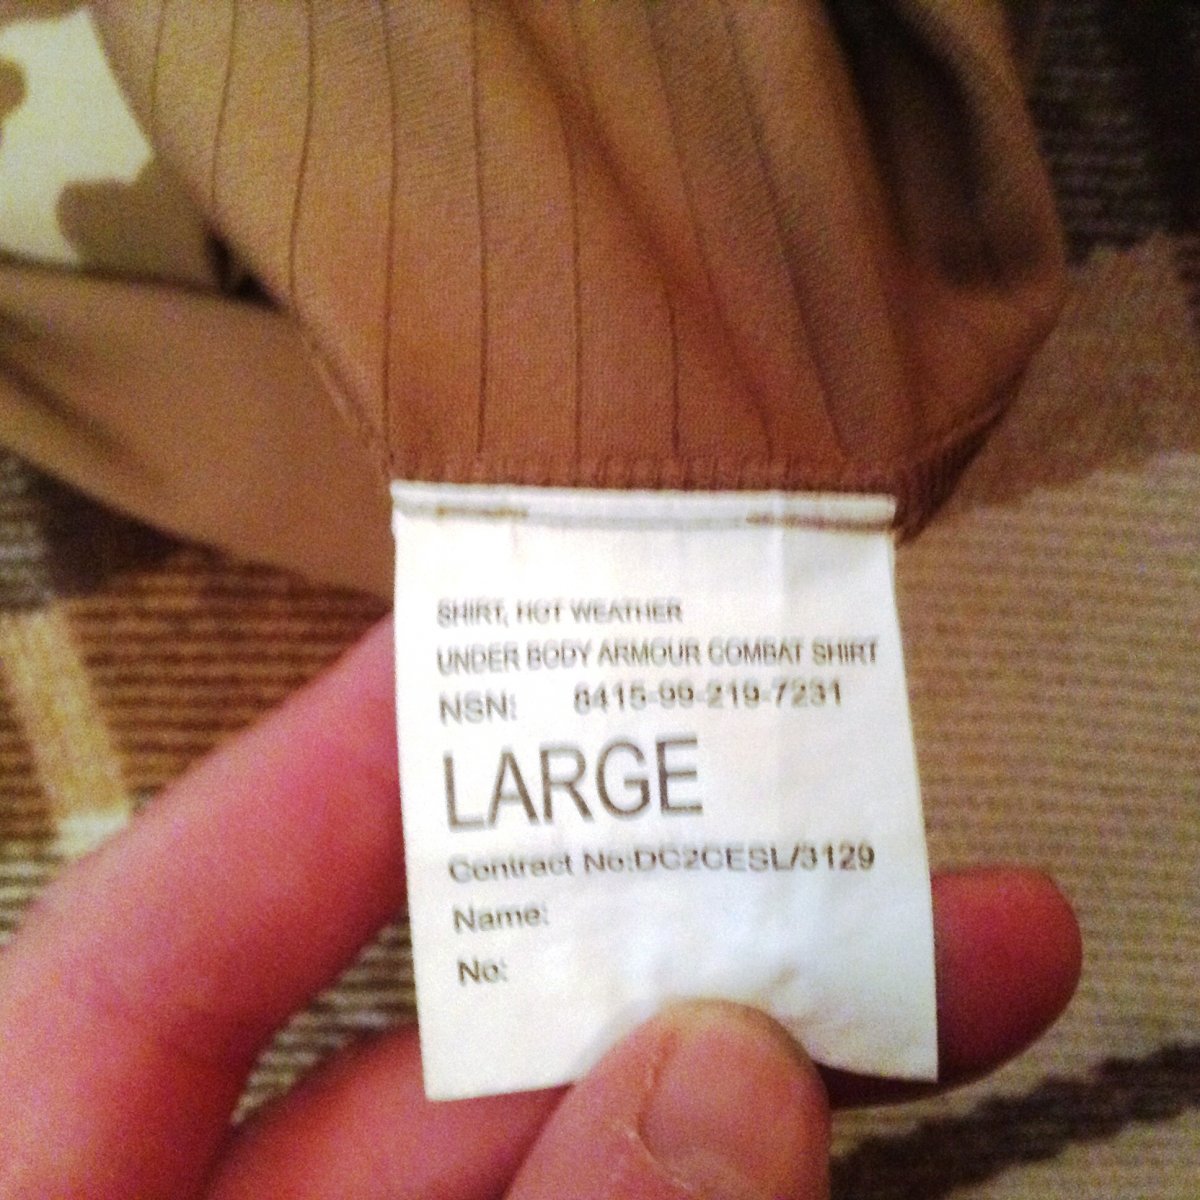 SHIRT, HOT WEATHER
UNDER BODY ARMOUR COMBAT SHIRT
NSN: 8415-99-219-7231
LARGE
Contract No:DC2CESL/3129
Name:
No: